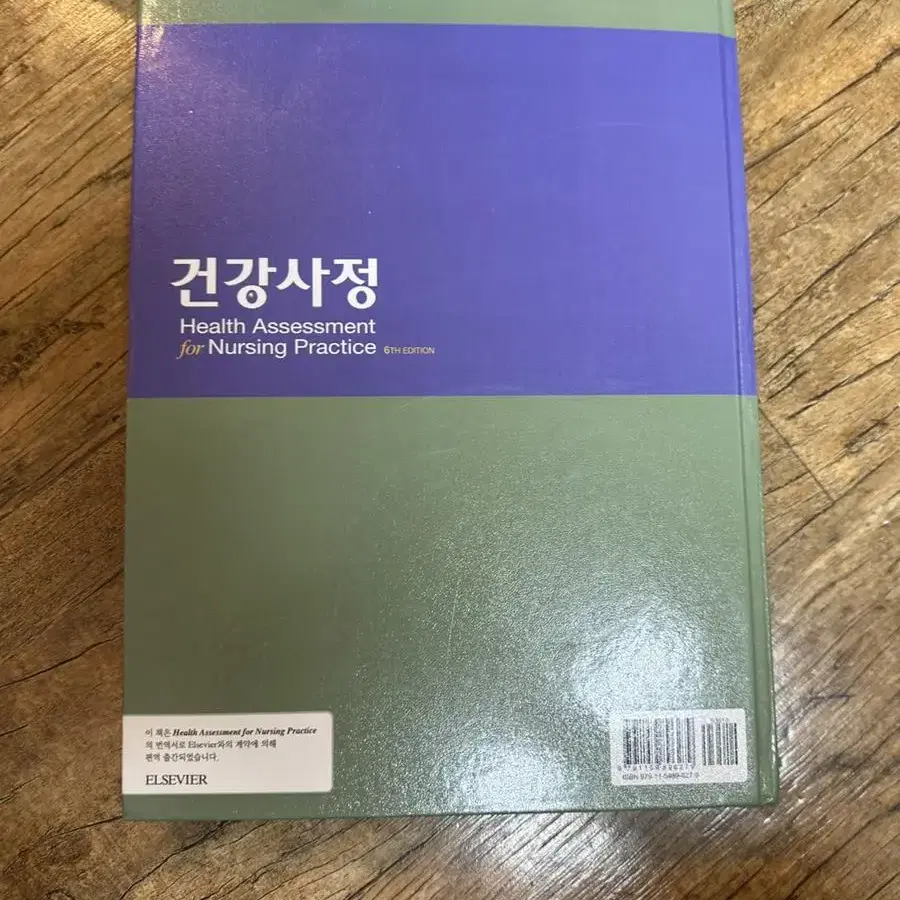 건강사정
Health Assessment
for Nursing Practice 6TH EDITION
이 책은 Health Assessment for Nursing Practice
의 번역서로 Elsevier와의 계약에 의해
번역 출간되었습니다.
ELSEVIER